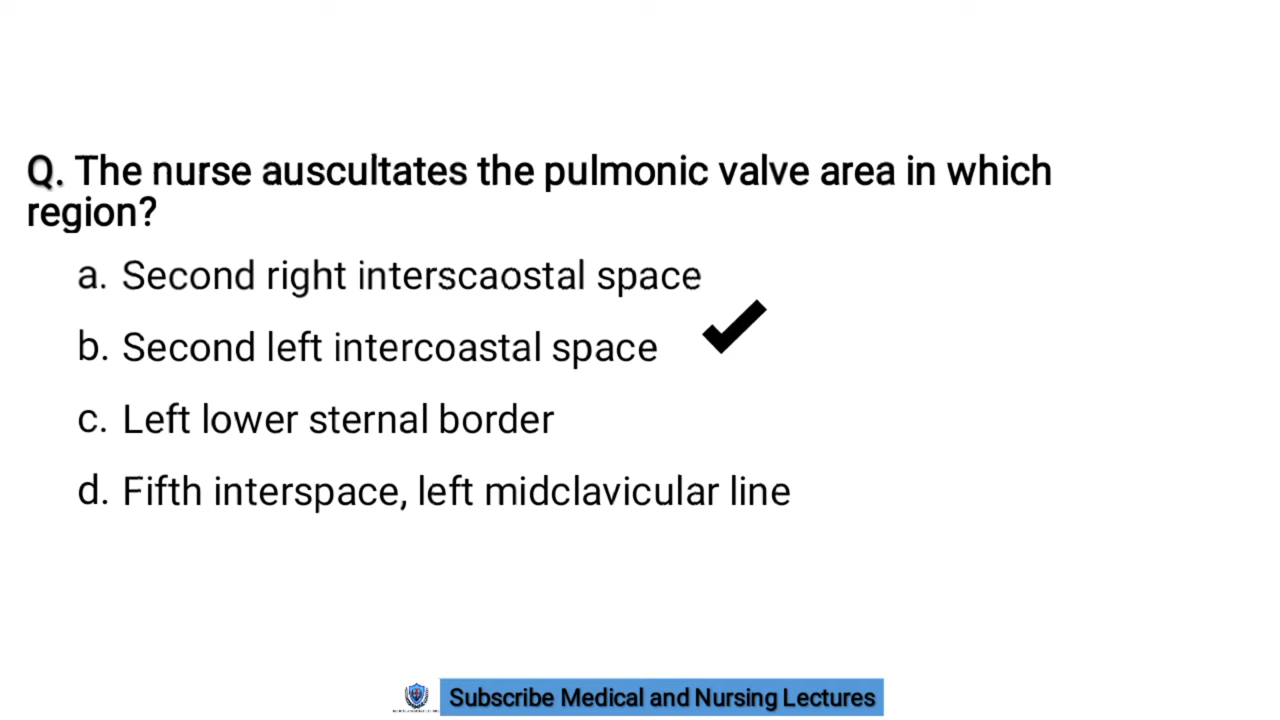 Q. The nurse auscultates the pulmonic valve area in which
region?
a. Second right interscaostal space
b. Second left intercoastal space
c. Left lower sternal border
d. Fifth interspace, left midclavicular line
Subscribe Medical and Nursing Lectures